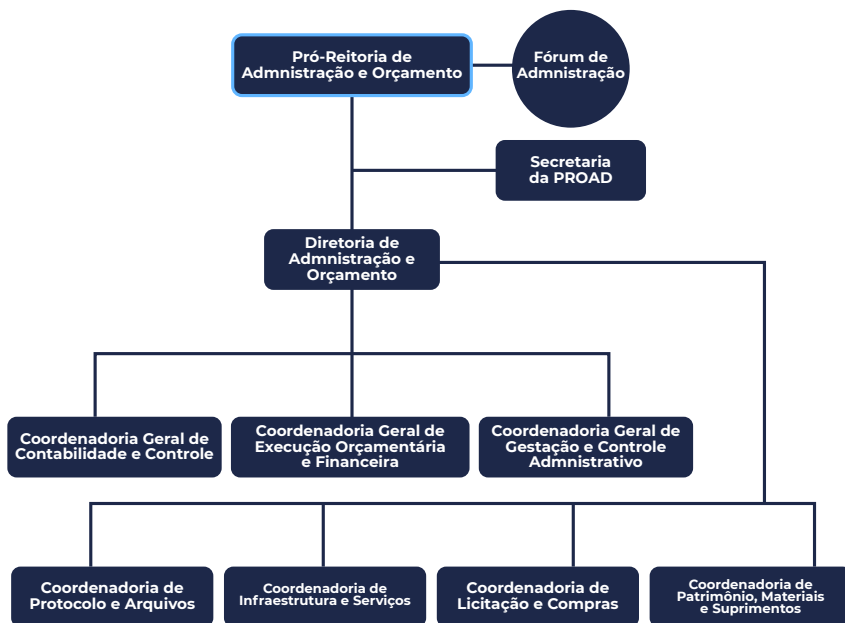 Pró-Reitoria de
Admnistração e Orçamento
Fórum de
Admnistração
Secretaria
da PROAD
Diretoria de
Admnistração e
Orçamento
Coordenadoria Geral de
Contabilidade e Controle
Coordenadoria Geral de
Execução Orçamentária
e Financeira
Coordenadoria Geral de
Gestação e Controle
Admnistrativo
Coordenadoria de
Protocolo e Arquivos
Coordenadoria de
Infraestrutura e Serviços
Coordenadoria de
Licitação e Compras
Coordenadoria de
Patrimônio, Materiais
e Suprimentos